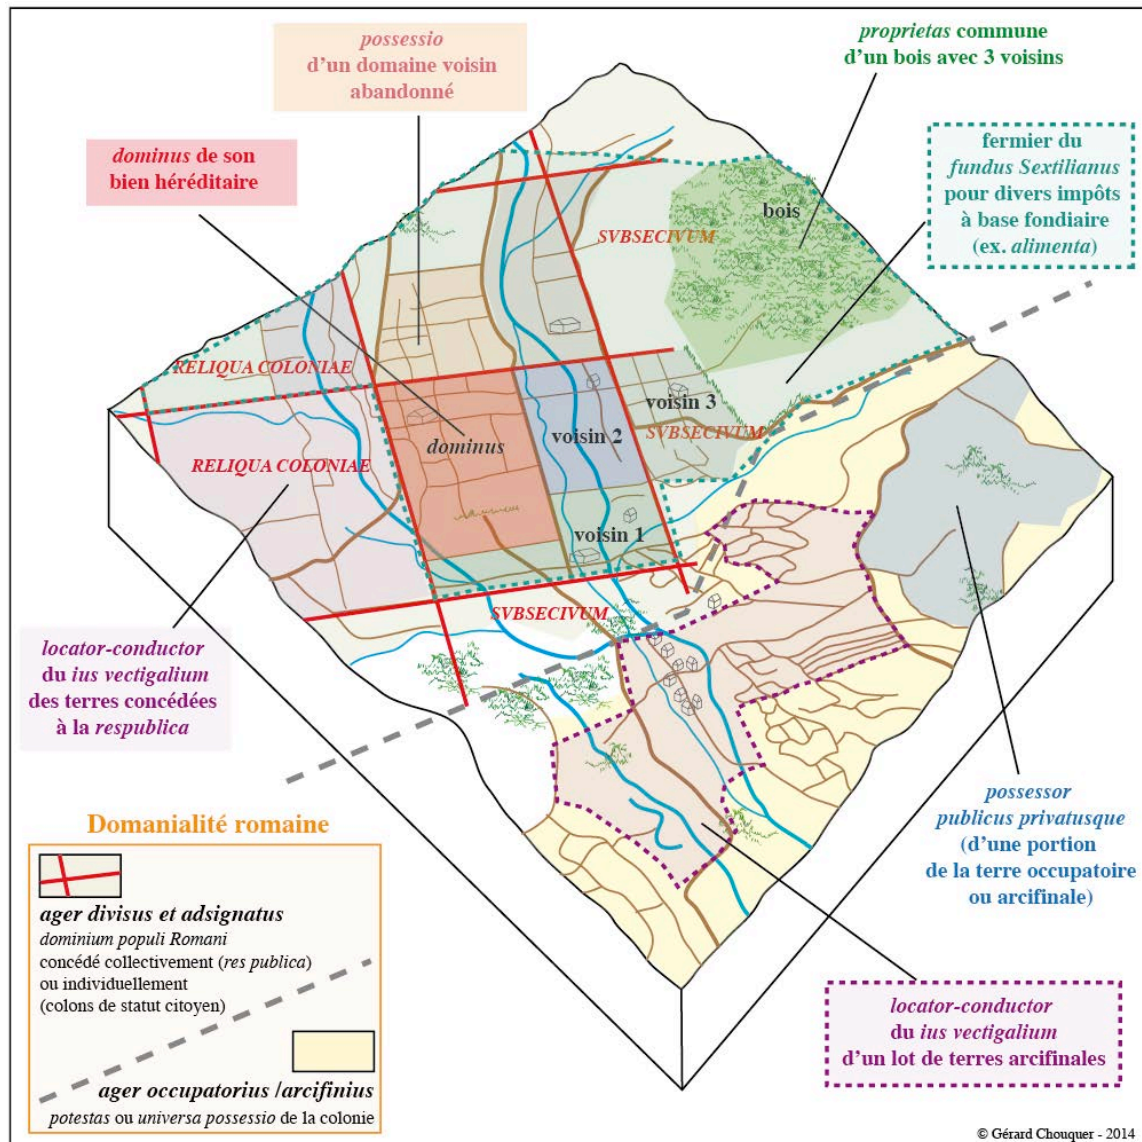 possessio
d'un domaine voisin
abandonné
proprietas commune
d'un bois avec 3 voisins
dominus de son
bien héréditaire
fermier du
fundus Sextilianus
pour divers impôts
à base fondiaire
(ex. alimenta)
bois
SVBSECIVUM
RELIQUA COLONIAE
voisin 3
dominus
voisin 2
SVBSECIVUM
RELIQUA COLONIAE
voisin 1
SVBSECIVUM
locator-conductor
du ius vectigalium
des terres concédées
à la respublica
possessor
publicus privatusque
(d'une portion
de la terre occupatoire
ou arcifinale)
Domanialité romaine
ager divisus et adsignatus
dominium populi Romani
concédé collectivement (res publica)
ou individuellement
(colons de statut citoyen)
ager occupatorius /arcifinius
potestas ou universa possessio de la colonie
locator-conductor
du ius vectigalium
d'un lot de terres arcifinales
© Gérard Chouquer - 2014